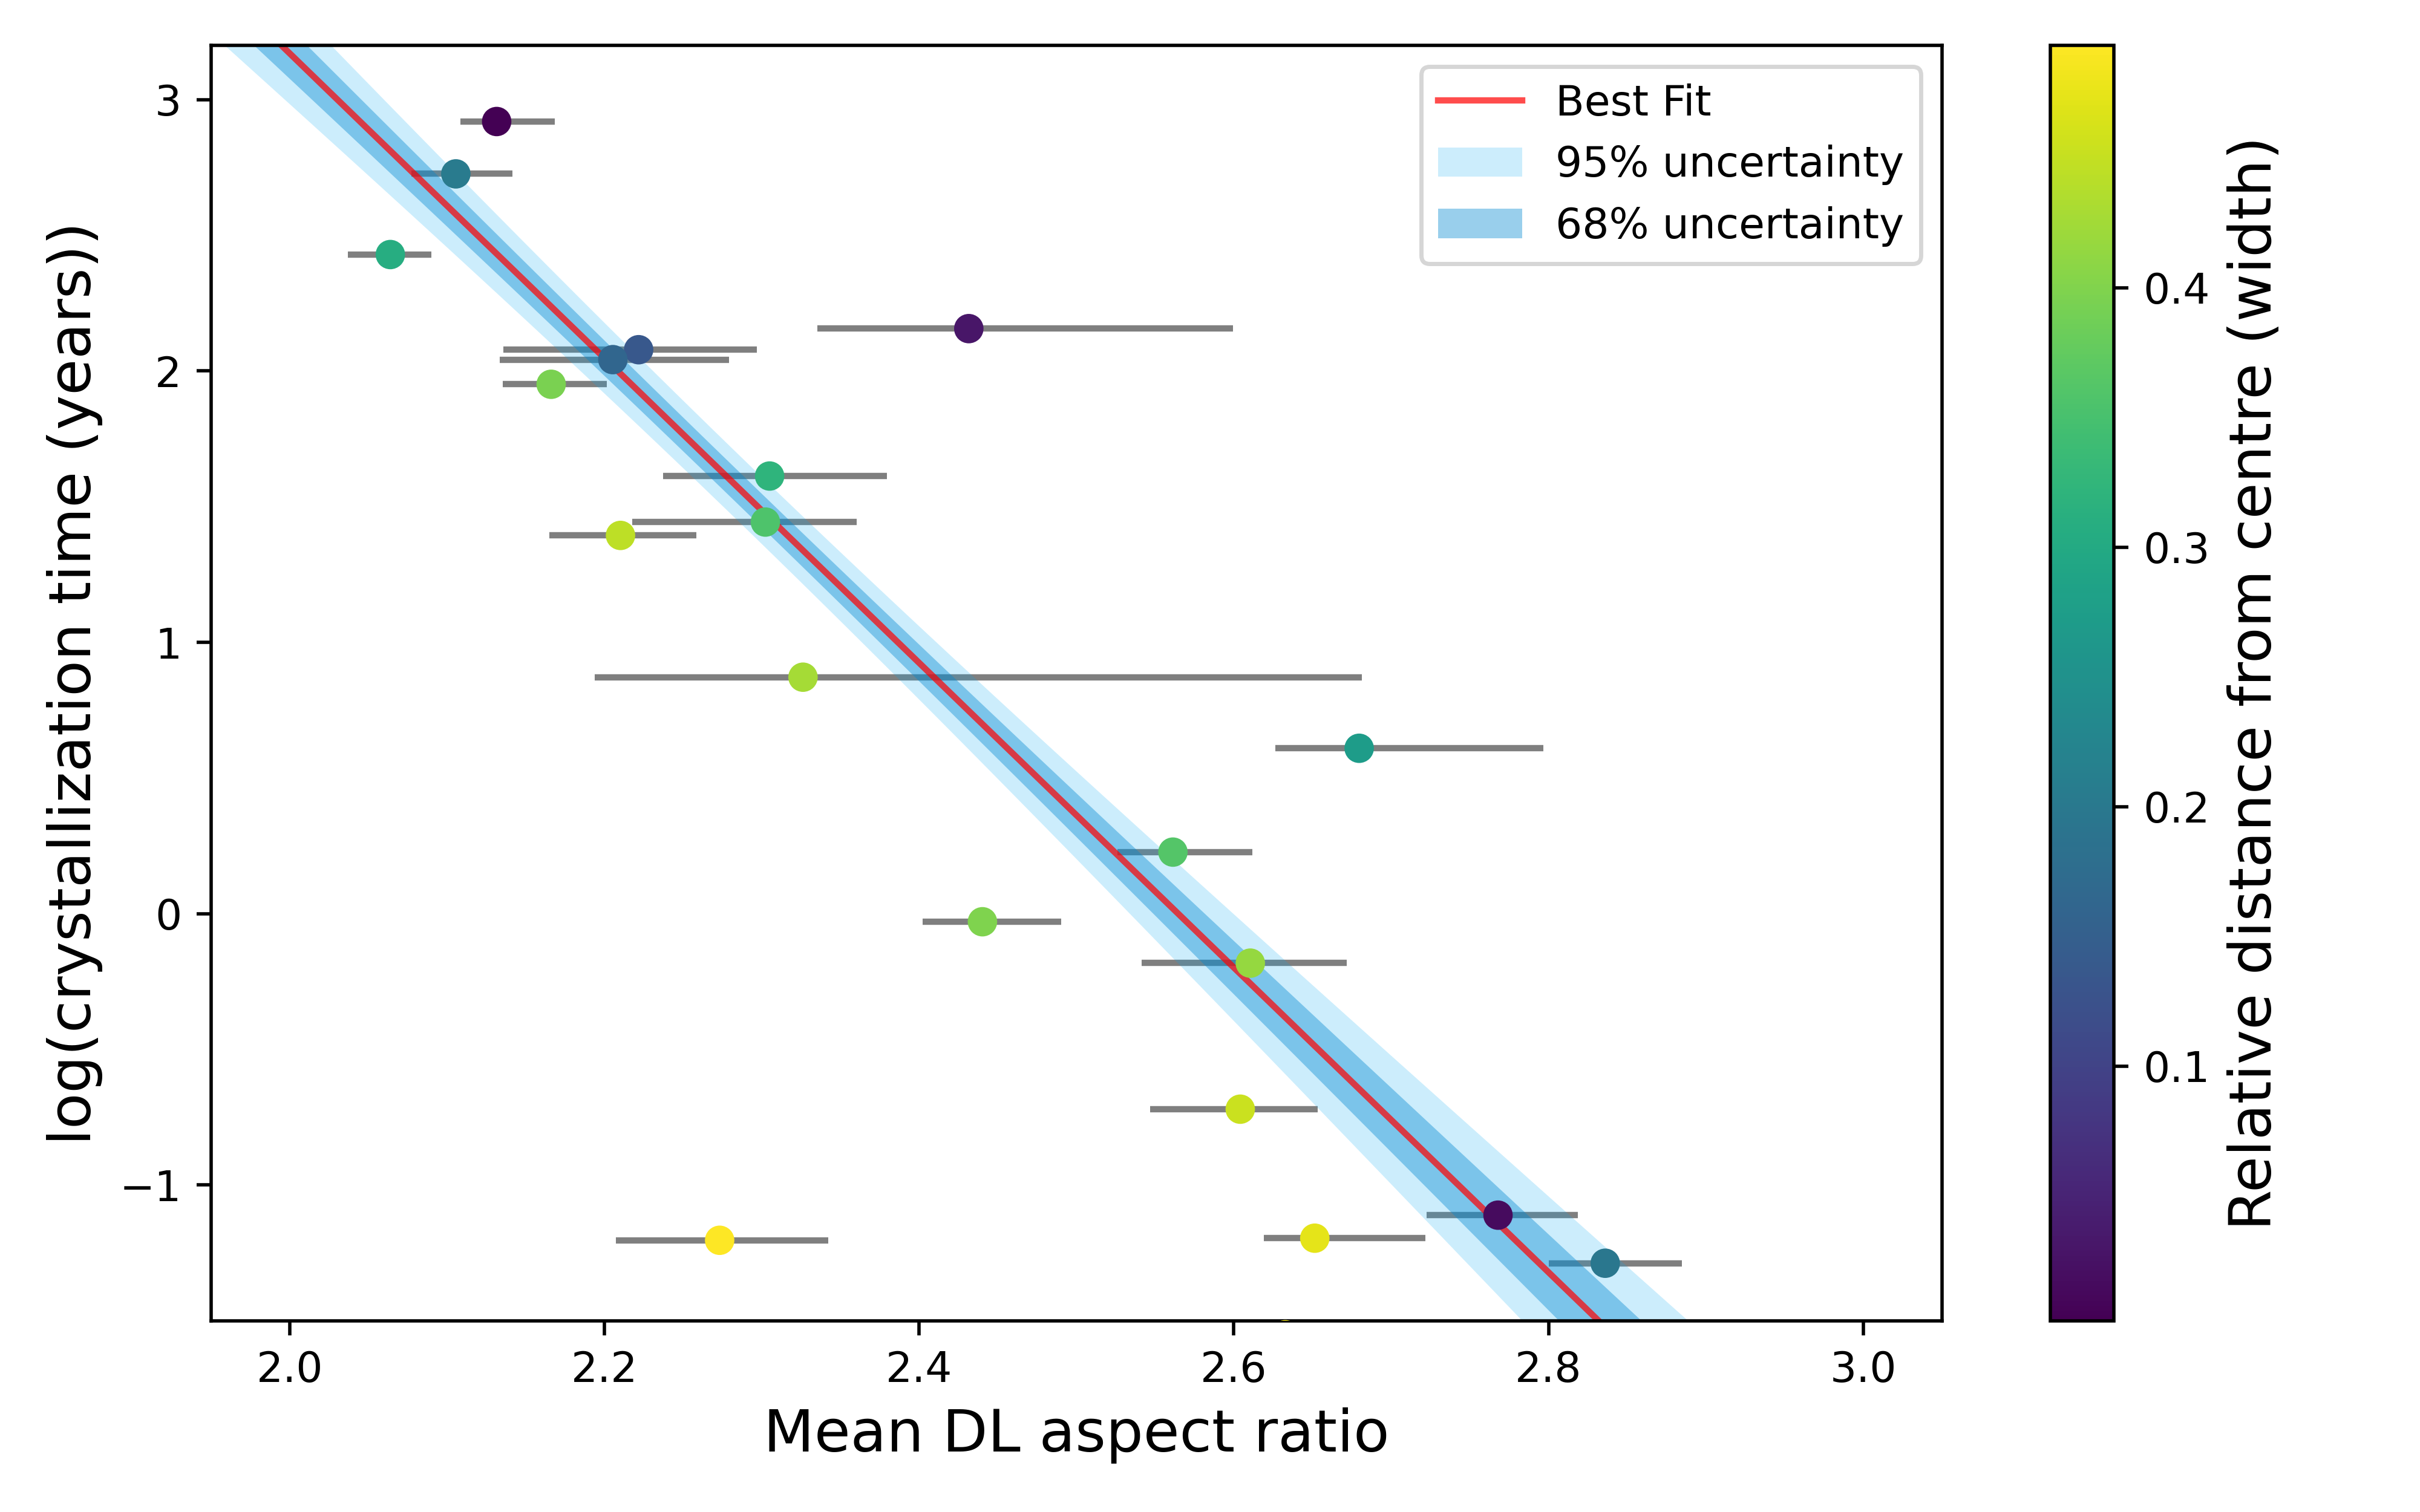 Best Fit
95% uncertainty
68% uncertainty
log(crystallization time (years))
3
2
1
0
−1
2.0 2.2 2.4 2.6 2.8 3.0
Mean DL aspect ratio
0.4
0.3
0.2
0.1
Relative distance from centre (width)